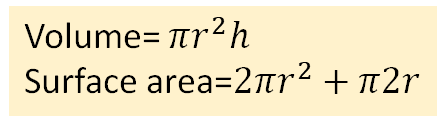 Volume= πr²h
Surface area=2πr² + π2r